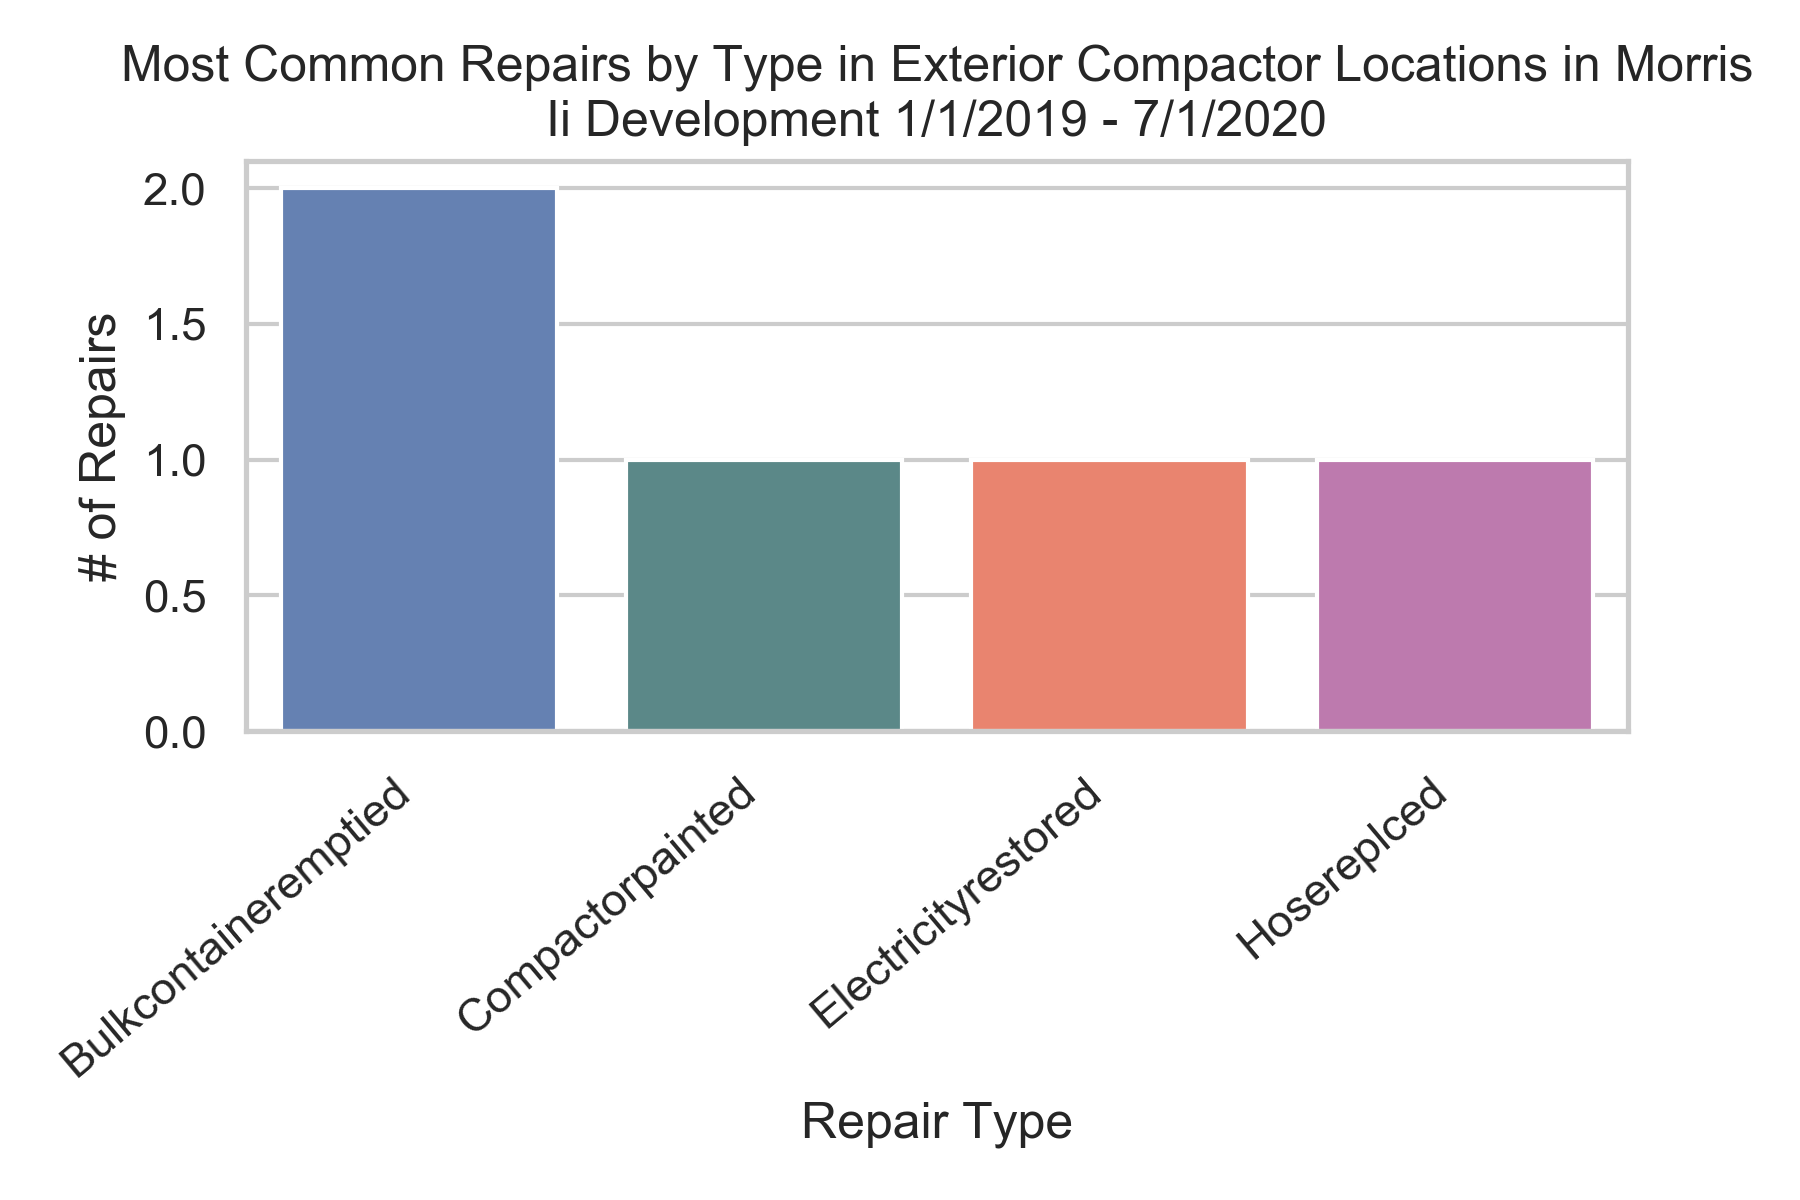 Most Common Repairs by Type in Exterior Compactor Locations in Morris
Ii Development 1/1/2019 - 7/1/2020
# of Repairs
2.0
1.5
1.0
0.5
0.0
Bulkcontaineremptied
Compactorpainted
Electricityrestored
Hosereplced
Repair Type